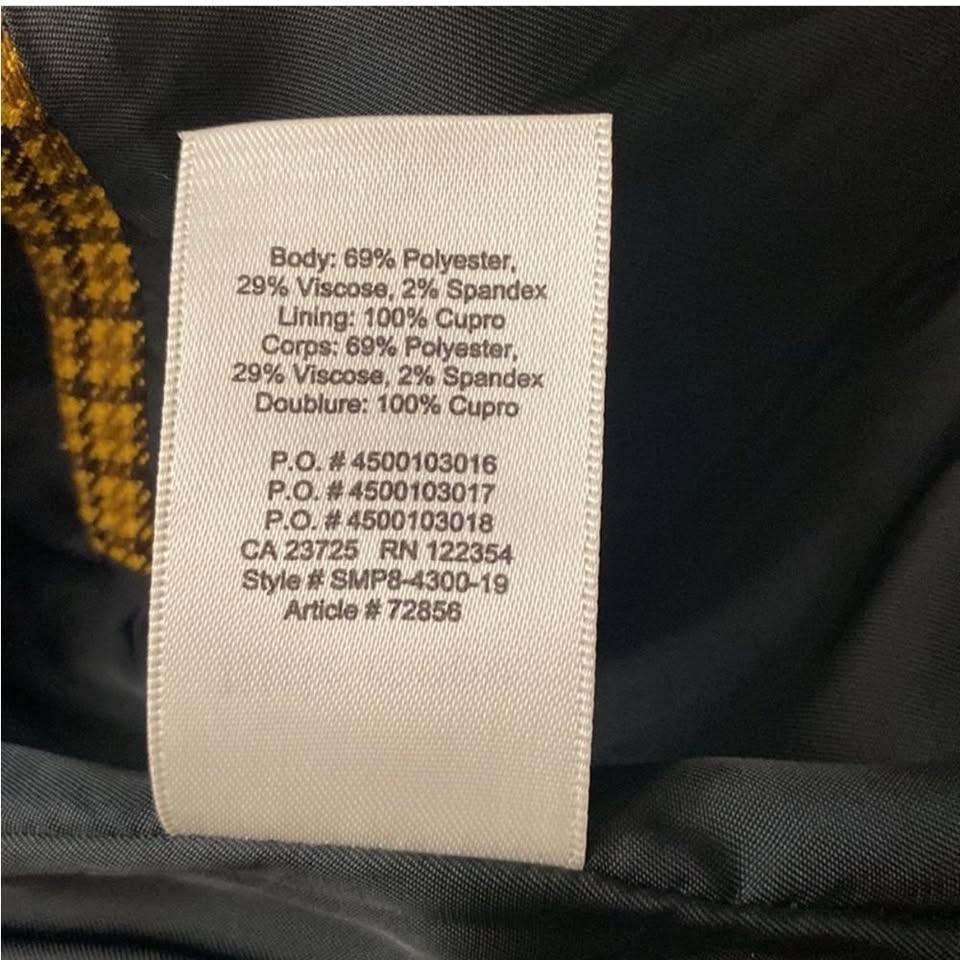 Body: 69% Polyester,
29% Viscose, 2% Spandex
Lining: 100% Cupro
Corps: 69% Polyester,
29% Viscose, 2% Spandex
Doublure: 100% Cupro
P.O. # 4500103016
P.O. # 4500103017
P.O. # 4500103018
CA 23725 RN 122354
Style # SMP8-4300-19
Article # 72856